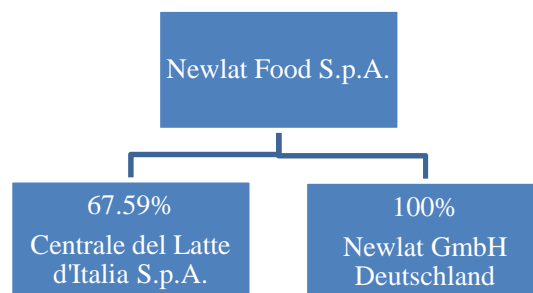 Newlat Food S.p.A.
67.59%
Centrale del Latte
d'Italia S.p.A.
100%
Newlat GmbH
Deutschland